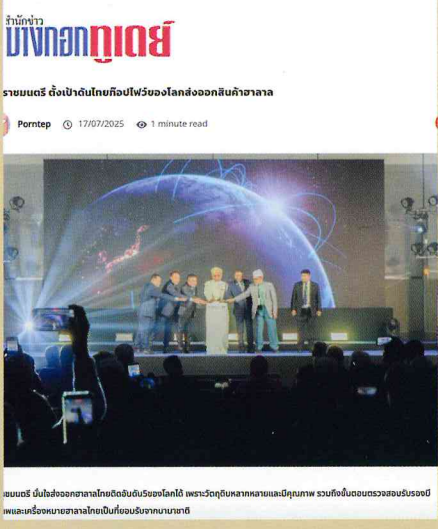 สำนักข่าว
บางกอกทูเดย์
ราชมนตรี ตั้งเป้าดันไทยท็อปไฟว์ของโลกส่งออกสินค้าฮาลาล
Porntep 17/07/2025 1 minute read
มั่นใจส่งออกฮาลาลไทยติดอันดับ5ของโลกได้ เพราะวัตถุดิบหลากหลายและมีคุณภาพ รวมถึงขั้นตอนตรวจสอบรับรองมี
และเครื่องหมายฮาลาลไทยเป็นที่ยอมรับจากนานาชาติ